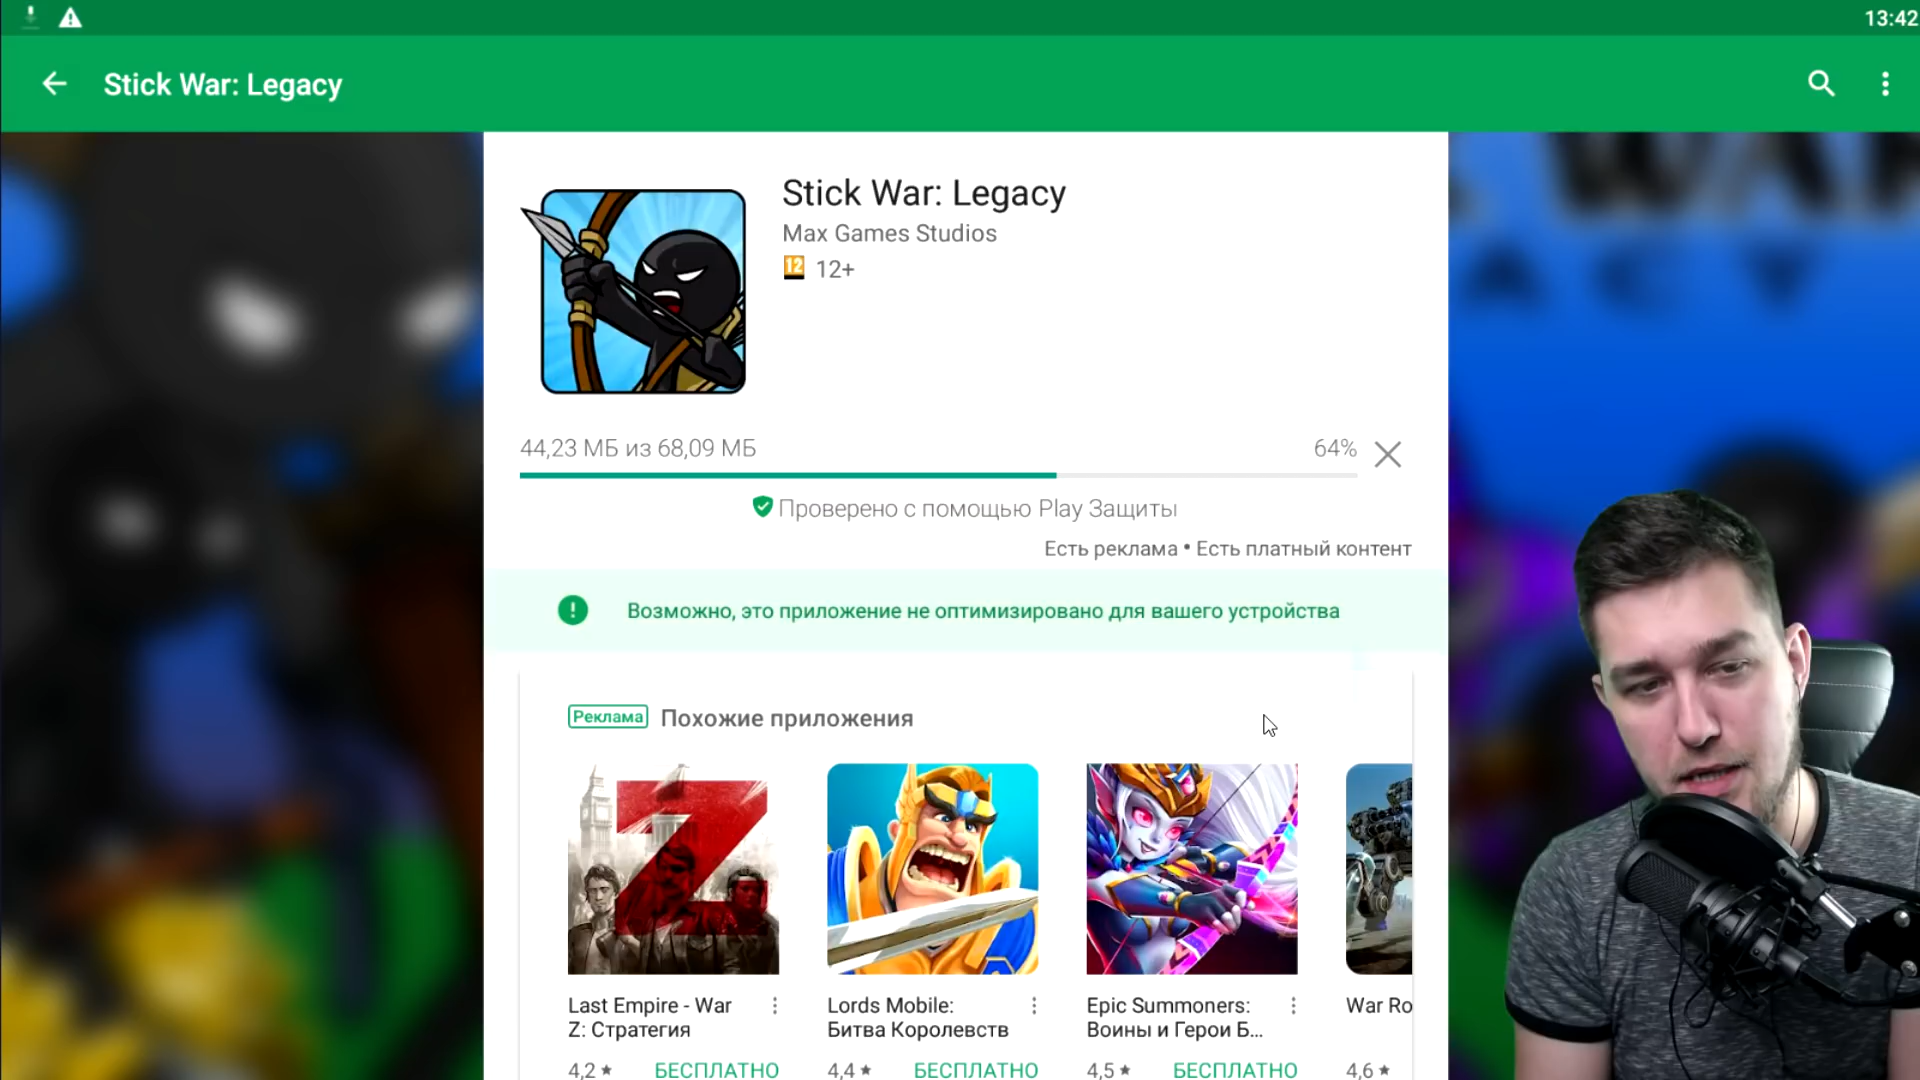 13:42
Stick War: Legacy
Stick War: Legacy
Max Games Studios
12 12+
44,23 МБ из 68,09 МБ 64%
Проверено с помощью Play Защиты
Есть реклама • Есть платный контент
Возможно, это приложение не оптимизировано для вашего устройства
Реклама Похожие приложения
Z
Last Empire - War
Z: Стратегия
4,2 ★ БЕСПЛАТНО
Lords Mobile:
Битва Королевств
4,4 ★ БЕСПЛАТНО
Epic Summoners:
Воины и Герои Б...
4,5 ★ БЕСПЛАТНО
War Ro
4,6 ★